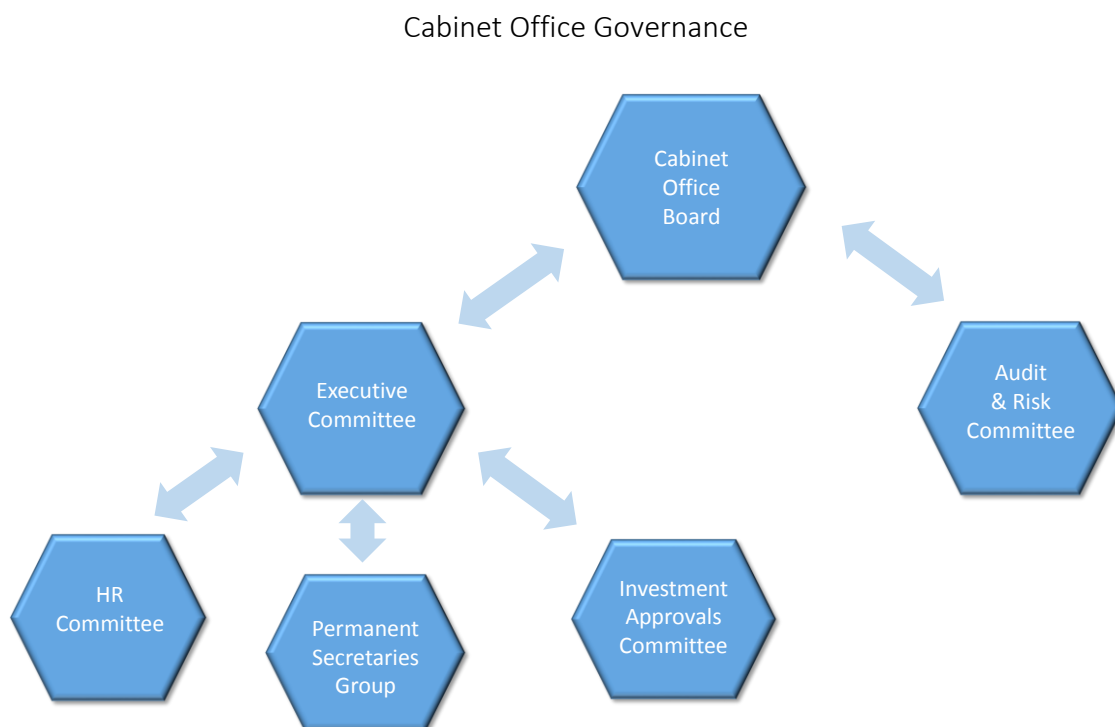 Cabinet Office Governance
Cabinet
Office
Board
Executive
Committee
Audit
& Risk
Committee
HR
Committee
Permanent
Secretaries
Group
Investment
Approvals
Committee